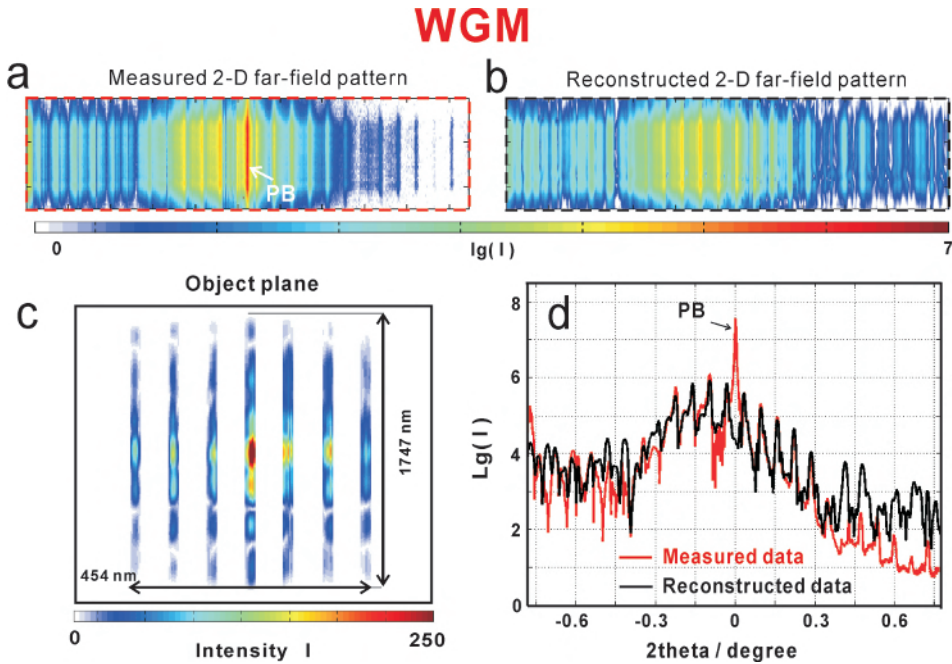 WGM
a
Measured 2-D far-field pattern
b
Reconstructed 2-D far-field pattern
PB
0
lg( I )
7
Object plane
c
1747 nm
454 nm
0
250
Intensity I
d
PB
8
6
4
2
0
Lg( I )
Measured data
Reconstructed data
-0.6
-0.3
0
0.3
0.6
2theta / degree